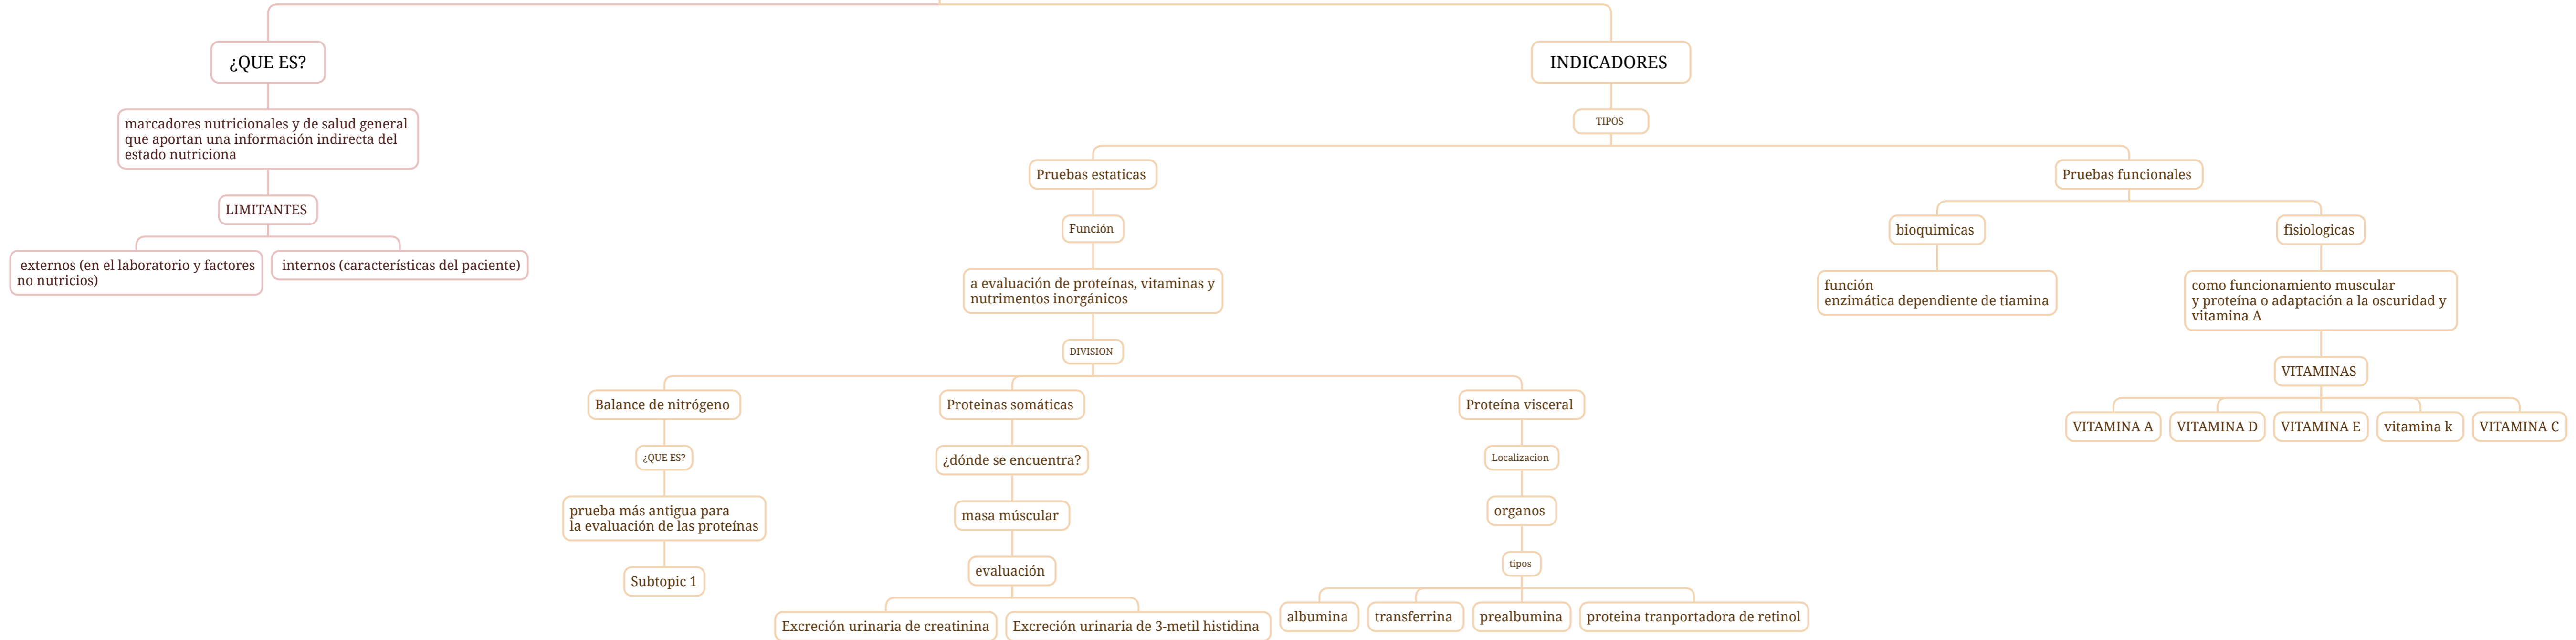 ¿QUE ES?
marcadores nutricionales y de salud general
que aportan una información indirecta del
estado nutriciona
LIMITANTES
externos (en el laboratorio y factores
no nutricios)
internos (características del paciente)
INDICADORES
TIPOS
Pruebas estaticas
Función
a evaluación de proteínas, vitaminas y
nutrimentos inorgánicos
DIVISION
Balance de nitrógeno
¿QUE ES?
prueba más antigua para
la evaluación de las proteínas
Subtopic 1
Proteinas somáticas
¿dónde se encuentra?
masa múscular
evaluación
Excreción urinaria de creatinina
Excreción urinaria de 3-metil histidina
Proteína visceral
Localizacion
organos
tipos
albumina
transferrina
prealbumina
proteina tranportadora de retinol
Pruebas funcionales
bioquimicas
función
enzimática dependiente de tiamina
fisiologicas
como funcionamiento muscular
y proteína o adaptación a la oscuridad y
vitamina A
VITAMINAS
VITAMINA A
VITAMINA D
VITAMINA E
vitamina k
VITAMINA C